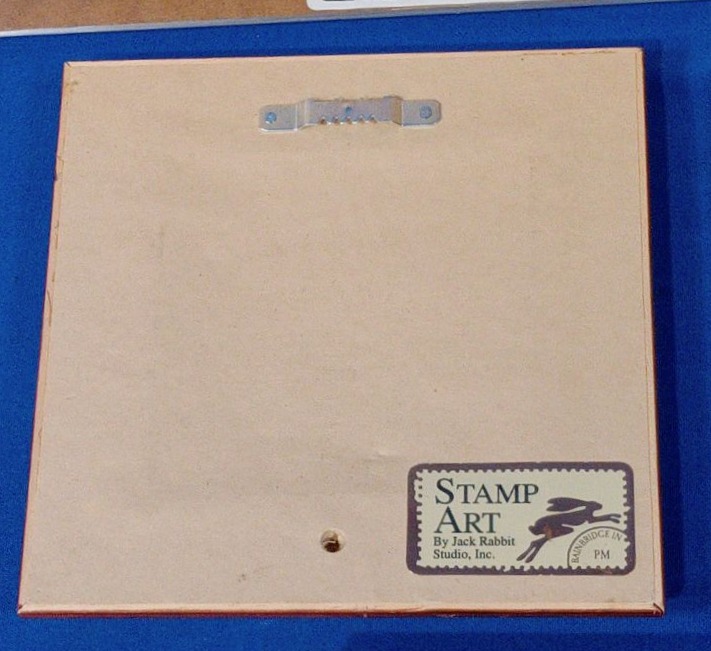 STAMP
ART
By Jack Rabbit
Studio, Inc.
BAINBRIDGE IN
PM